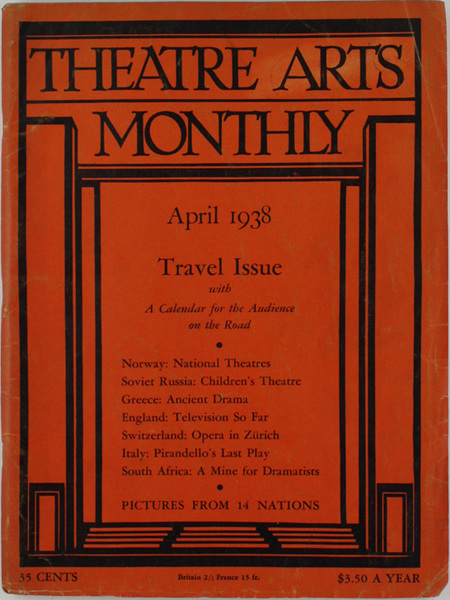 THEATRE ARTS
MONTHLY
April 1938
Travel Issue
with
A Calendar for the Audience
on the Road
•
Norway: National Theatres
Soviet Russia: Children's Theatre
Greece: Ancient Drama
England: Television So Far
Switzerland: Opera in Zürich
Italy: Pirandello's Last Play
South Africa: A Mine for Dramatists
•
PICTURES FROM 14 NATIONS
35 CENTS
Britain 2/; France 15 fr.
$3.50 A YEAR